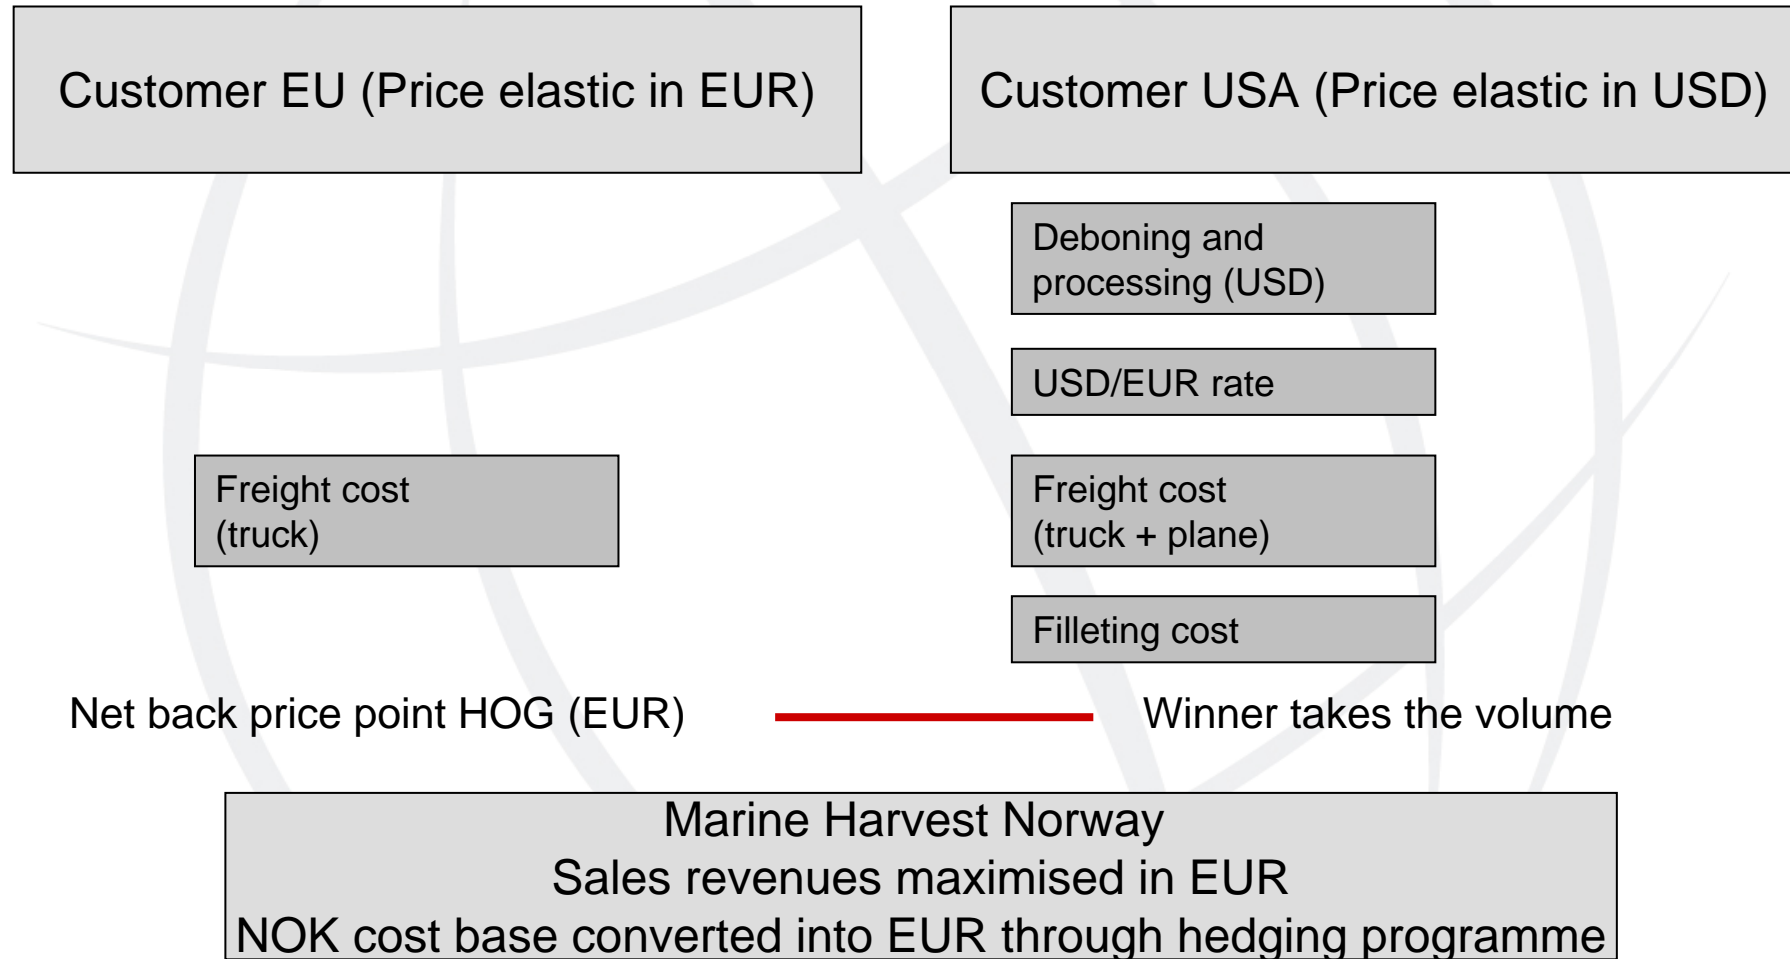 Customer EU (Price elastic in EUR)
Customer USA (Price elastic in USD)
Deboning and
processing (USD)
USD/EUR rate
Freight cost
(truck)
Freight cost
(truck + plane)
Filleting cost
Net back price point HOG (EUR)
Winner takes the volume
Marine Harvest Norway
Sales revenues maximised in EUR
NOK cost base converted into EUR through hedging programme